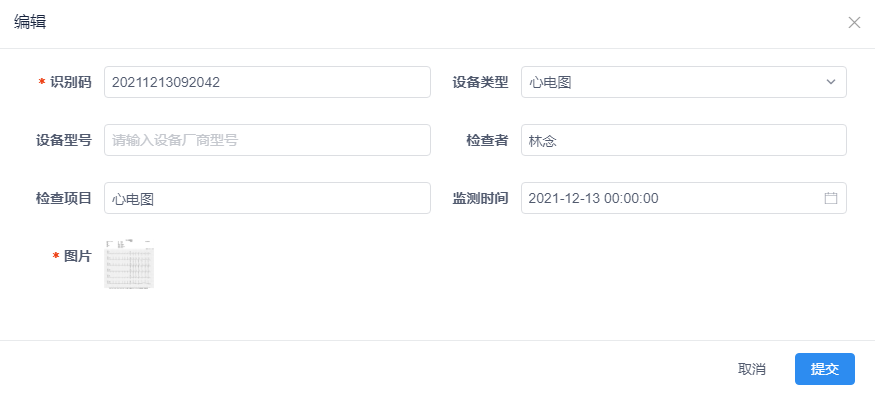 编辑
* 识别码 20211213092042 设备类型 心电图
设备型号 请输入设备厂商型号 检查者 林念
检查项目 心电图 监测时间 2021-12-13 00:00:00
* 图片
取消 提交